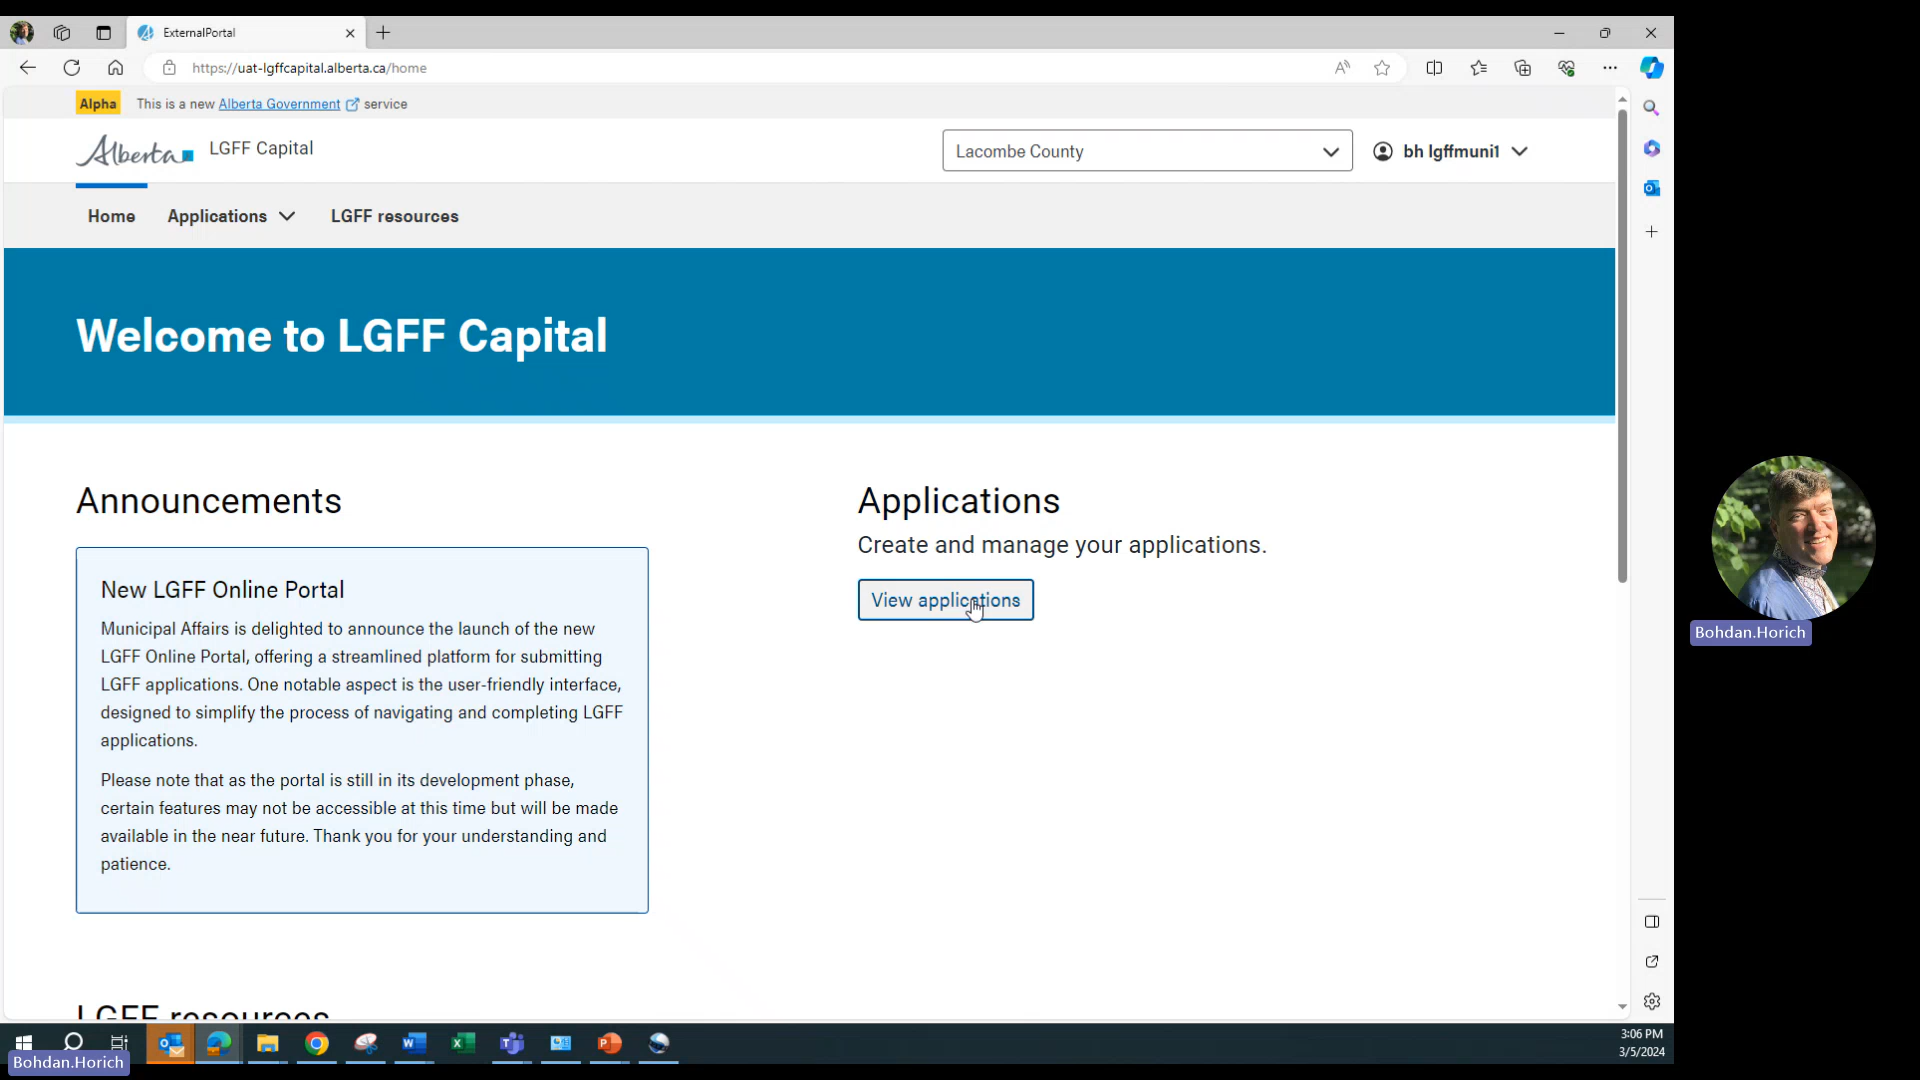 ExternalPortal
https://uat-lgffcapital.alberta.ca/home
Alpha This is a new Alberta Government service
Alberta LGFF Capital
Lacombe County
bh lgffmuni1
Home Applications LGFF resources
Welcome to LGFF Capital
Announcements
New LGFF Online Portal
Municipal Affairs is delighted to announce the launch of the new
LGFF Online Portal, offering a streamlined platform for submitting
LGFF applications. One notable aspect is the user-friendly interface,
designed to simplify the process of navigating and completing LGFF
applications.
Please note that as the portal is still in its development phase,
certain features may not be accessible at this time but will be made
available in the near future. Thank you for your understanding and
patience.
Applications
Create and manage your applications.
View applications
LGFF resources
Bohdan.Horich
3:06 PM
3/5/2024
Bohdan.Horich